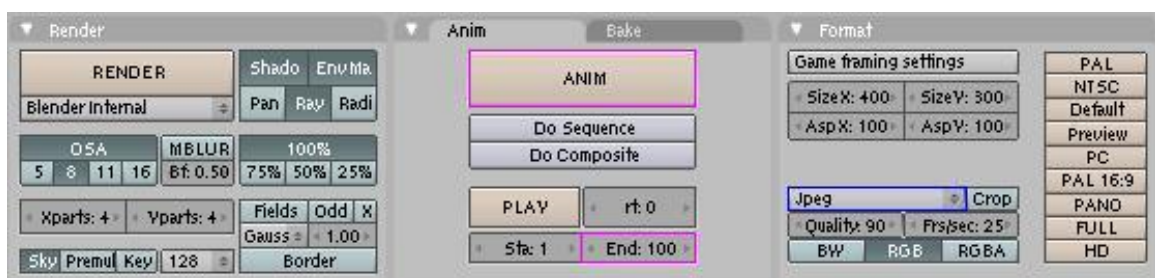 Render
RENDER
Blender Internal
Shado EnvMa
Pan Ray Radi
OSA MBLUR
5 8 11 16 Bf: 0.50
100%
75% 50% 25%
Xparts: 4 Yparts: 4
Fields Odd X
Gauss 1.00
Sky Premul Key 128
Border
Anim Bake
ANIM
Do Sequence
Do Composite
PLAY rt: 0
Sta: 1 End: 100
Format
Game framing settings
SizeX: 400 SizeY: 300
AspX: 100 AspY: 100
Jpeg Crop
Quality: 90 Frs/sec: 25
BW RGB RGBA
PAL
NTSC
Default
Preview
PC
PAL 16:9
PANO
FULL
HD